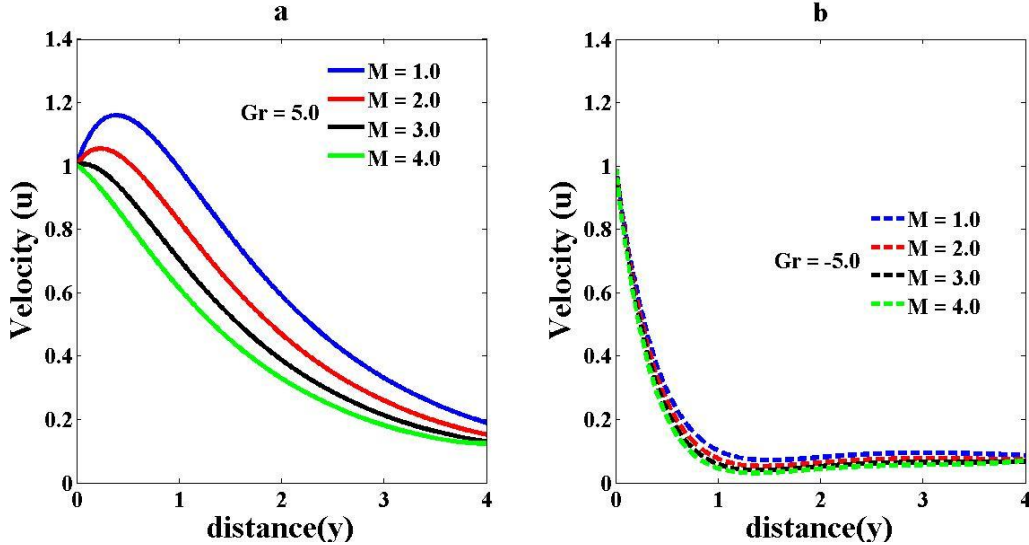 a
1.4
1.2
1
0.8
0.6
0.4
0.2
0
0 1 2 3 4
Velocity (u)
distance(y)
Gr = 5.0
M = 1.0
M = 2.0
M = 3.0
M = 4.0
b
1.4
1.2
1
0.8
0.6
0.4
0.2
0
0 1 2 3 4
Velocity (u)
distance(y)
Gr = -5.0
M = 1.0
M = 2.0
M = 3.0
M = 4.0